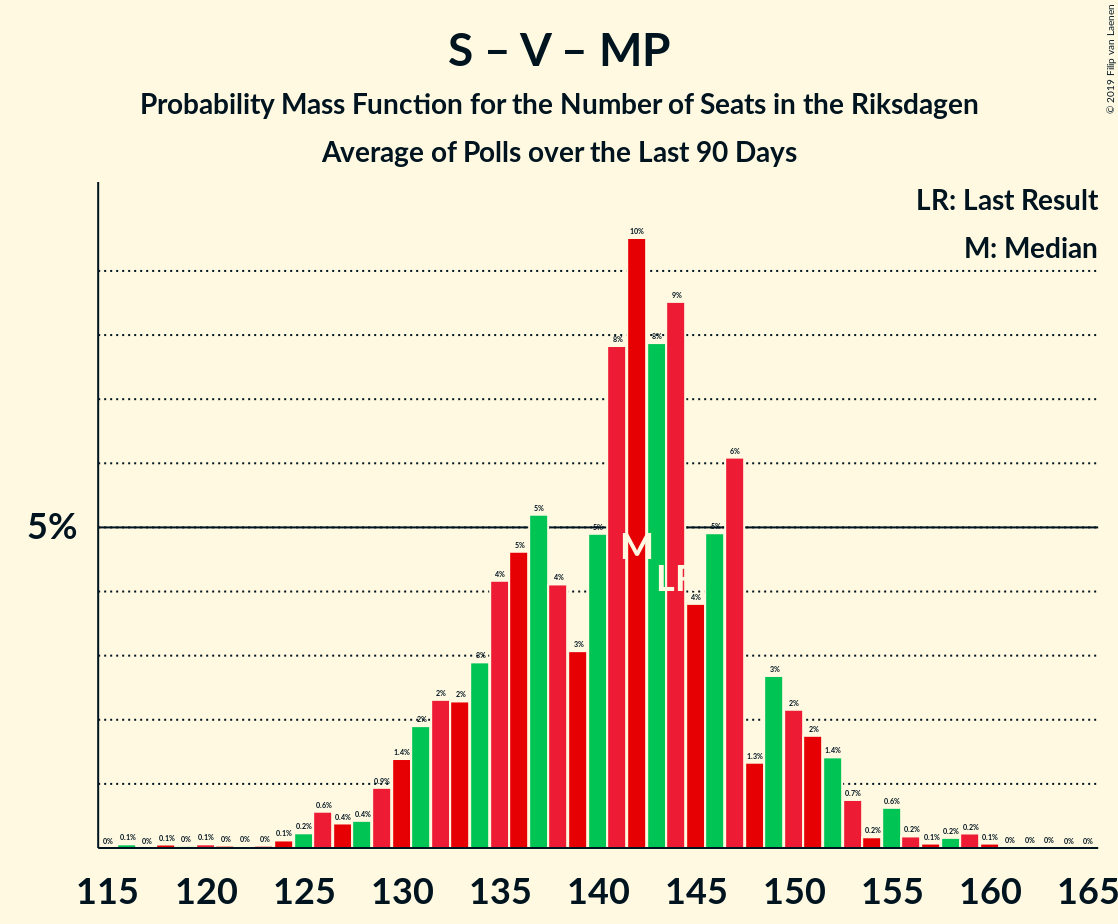 S – V – MP
Probability Mass Function for the Number of Seats in the Riksdagen
Average of Polls over the Last 90 Days
© 2019 Filip van Laenen
LR: Last Result
M: Median
5%
0% 0.1% 0% 0.1% 0% 0.1% 0% 0% 0% 0.1% 0.2% 0.6% 0.4% 0.4% 0.9% 1.4% 2% 2% 2% 3% 4% 5% 5% 4% 3% 5% 8% 10% 8% 9% 4% 5% 6% 1.3% 3% 2% 2% 1.4% 0.7% 0.2% 0.6% 0.2% 0.1% 0.2% 0.2% 0.1% 0% 0% 0% 0% 0%
M
LR
115 120 125 130 135 140 145 150 155 160 165